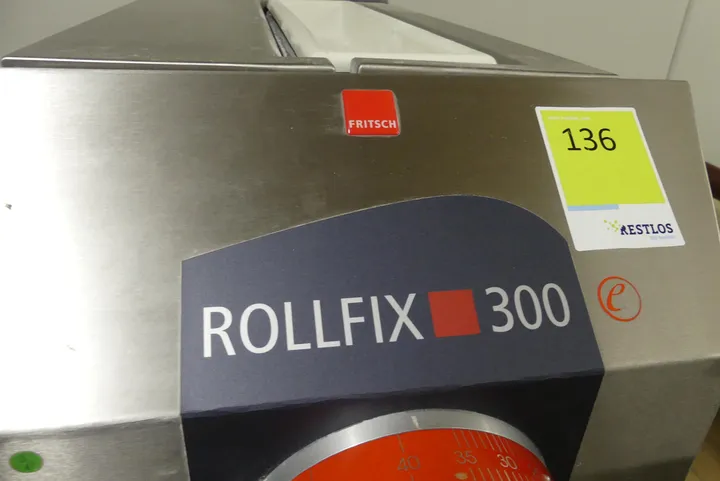 FRITSCH
136
RESTLOS
ROLLFIX 300
e
40 35 30